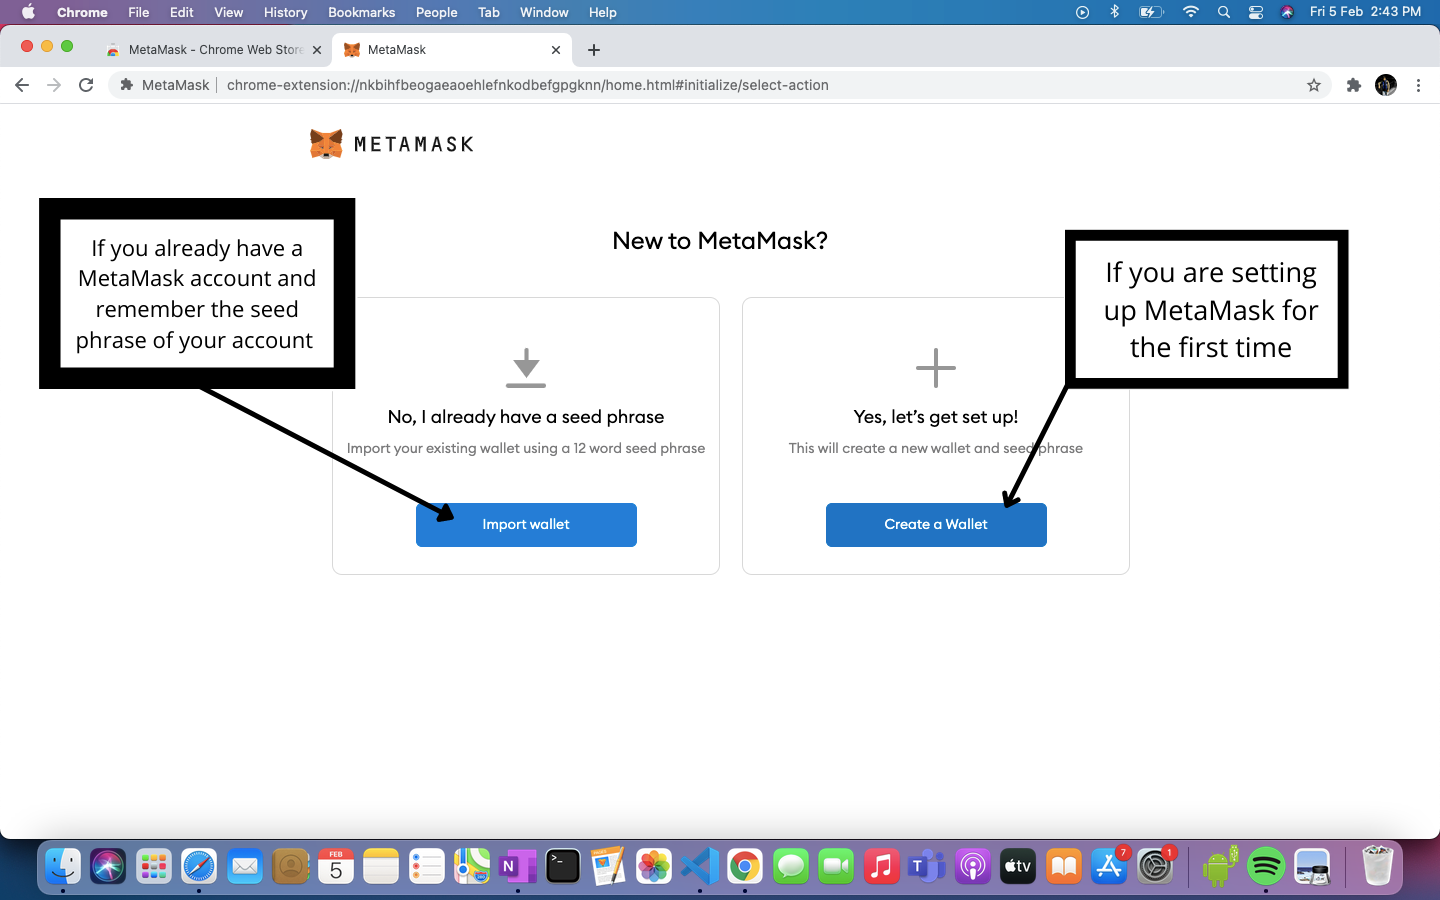 Chrome File Edit View History Bookmarks People Tab Window Help Fri 5 Feb 2:43 PM
MetaMask - Chrome Web Store
MetaMask
MetaMask chrome-extension://nkbihfbeogaeaoehlefnkodbefgpgknn/home.html#initialize/select-action
METAMASK
If you already have a
MetaMask account and
remember the seed
phrase of your account
New to MetaMask?
If you are setting
up MetaMask for
the first time
No, I already have a seed phrase
Import your existing wallet using a 12 word seed phrase
Import wallet
Yes, let’s get set up!
This will create a new wallet and seed phrase
Create a Wallet
FEB
5
N
>_
T
tv
7
1